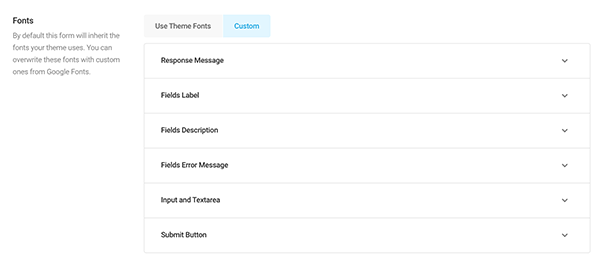 Fonts
By default this form will inherit the
fonts your theme uses. You can
overwrite these fonts with custom
ones from Google Fonts.
Use Theme Fonts
Custom
Response Message
Fields Label
Fields Description
Fields Error Message
Input and Textarea
Submit Button